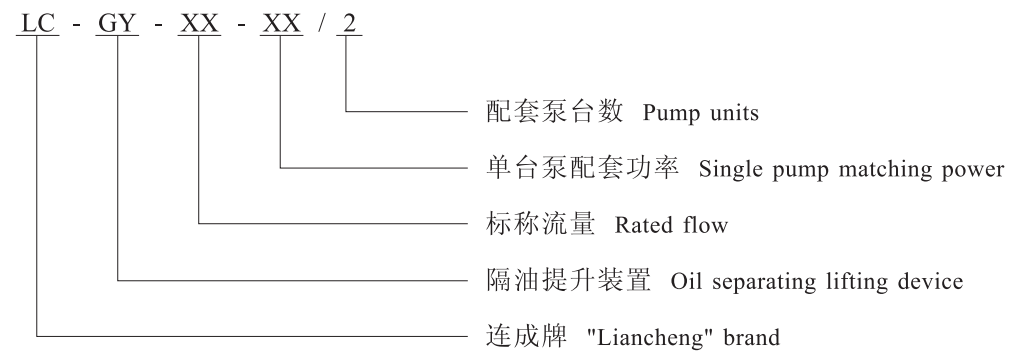 LC - GY - XX - XX / 2
配套泵台数 Pump units
单台泵配套功率 Single pump matching power
标称流量 Rated flow
隔油提升装置 Oil separating lifting device
连成牌 "Liancheng" brand